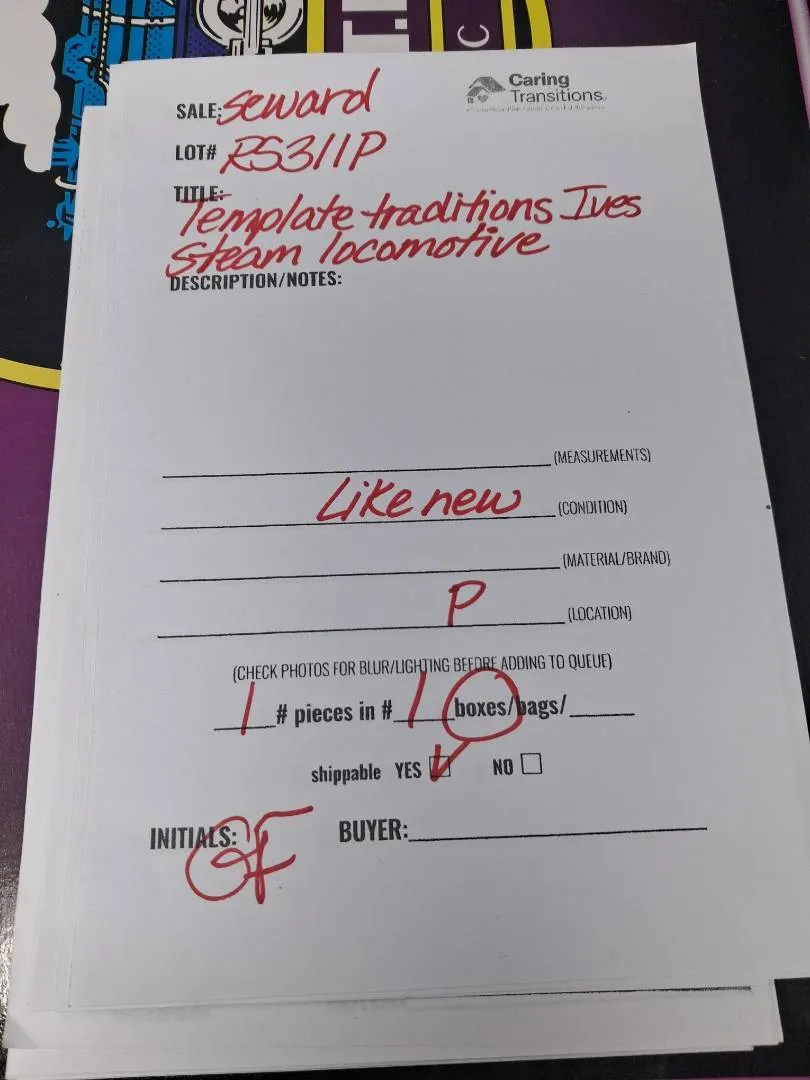 Caring
Transitions
SALE: Seward
LOT# RS311P
TITLE:
Template traditions Ives
Steam locomotive
DESCRIPTION/NOTES:
(MEASUREMENTS)
Like new (CONDITION)
(MATERIAL/BRAND)
P (LOCATION)
(CHECK PHOTOS FOR BLUR/LIGHTING BEFORE ADDING TO QUEUE)
1 # pieces in # 1 boxes/bags/
shippable YES NO
INITIALS: GF BUYER: